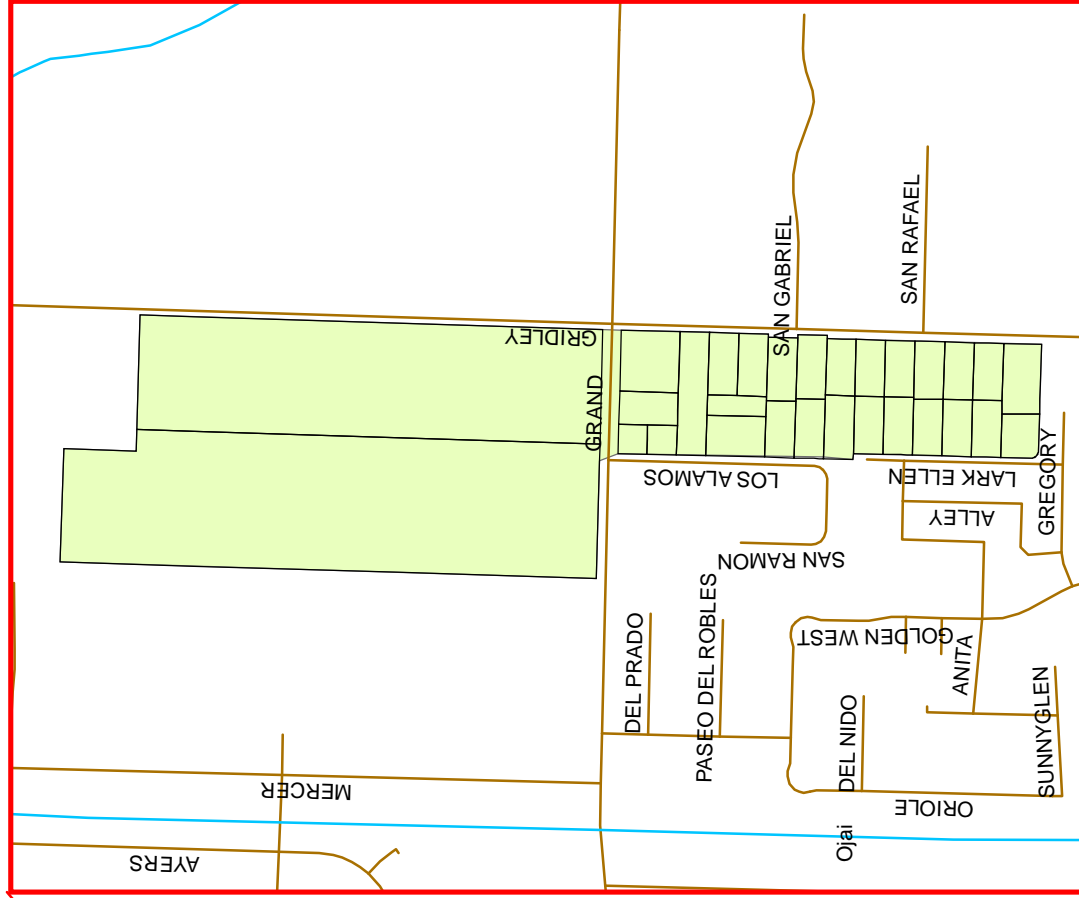 SAN RAFAEL
SAN GABRIEL
GRIDLEY
GRAND
LOS ALAMOS
LARK ELLEN
GREGORY
ALLEY
SAN RAMON
PASEO DEL ROBLES
DEL PRADO
GOLDEN WEST
ANITA
SUNNYGLEN
DEL NIDO
MERCER
ORIOLE
Ojai
AYERS